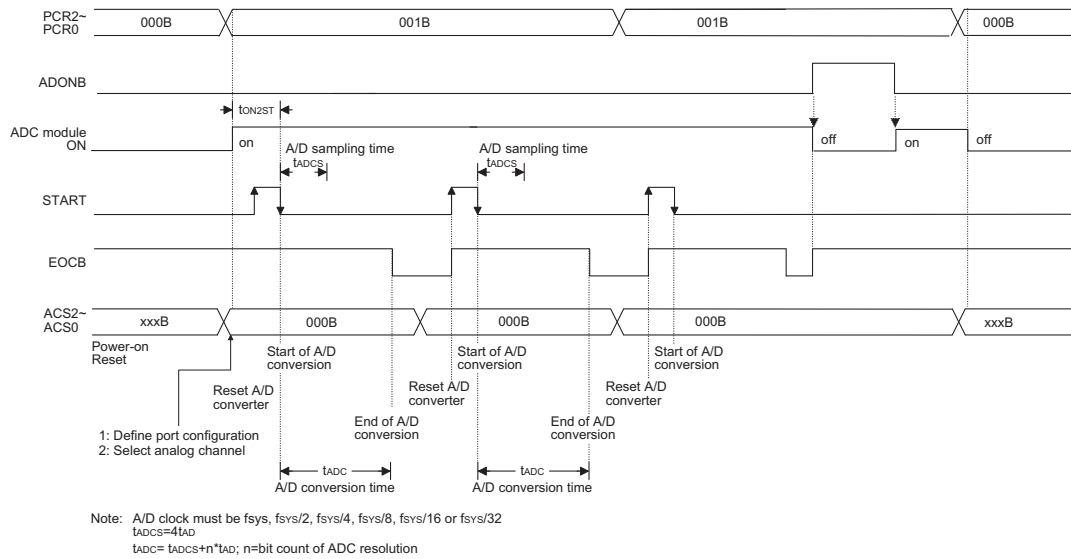 PCR2~
PCR0
000B
001B
001B
000B
ADONB
tON2ST
ADC module
ON
on
off
on
off
A/D sampling time
tADCS
A/D sampling time
tADCS
START
EOCB
ACS2~
ACS0
xxxB
000B
000B
000B
xxxB
Power-on
Reset
Start of A/D
conversion
Start of A/D
conversion
Start of A/D
conversion
Reset A/D
converter
Reset A/D
converter
Reset A/D
converter
End of A/D
conversion
End of A/D
conversion
1: Define port configuration
2: Select analog channel
tADC
A/D conversion time
tADC
A/D conversion time
Note: A/D clock must be fsys, fSYS/2, fSYS/4, fSYS/8, fSYS/16 or fSYS/32
tADCS=4tAD
tADC= tADCS+n*tAD; n=bit count of ADC resolution